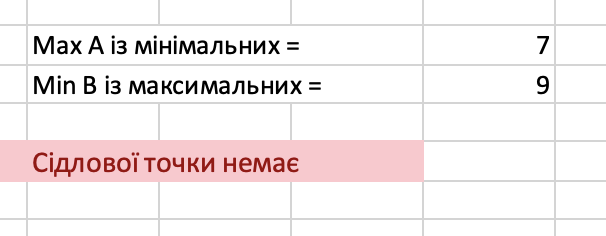 Max A із мінімальних = 7
Min B із максимальних = 9
Сідлової точки немає